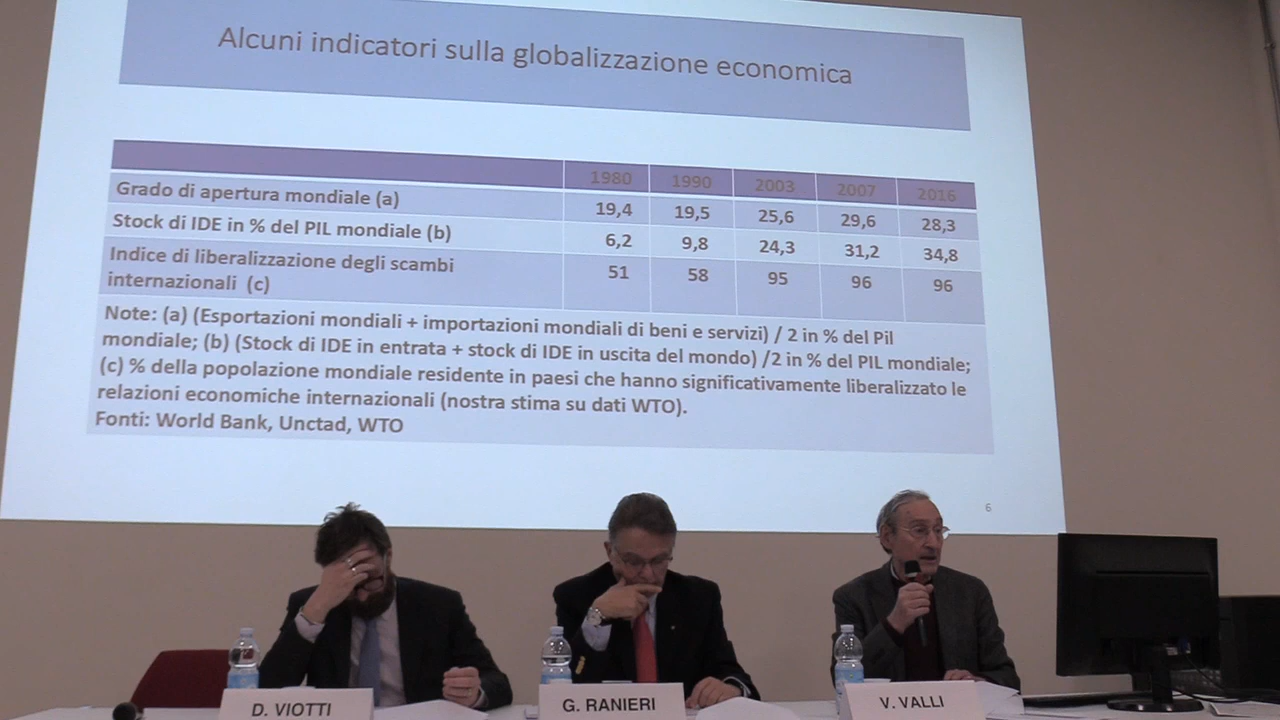 Alcuni indicatori sulla globalizzazione economica
1980 1990 2003 2007 2016
Grado di apertura mondiale (a) 19,4 19,5 25,6 29,6 28,3
Stock di IDE in % del PIL mondiale (b) 6,2 9,8 24,3 31,2 34,8
Indice di liberalizzazione degli scambi
internazionali (c) 51 58 95 96 96
Note: (a) (Esportazioni mondiali + importazioni mondiali di beni e servizi) / 2 in % del Pil
mondiale; (b) (Stock di IDE in entrata + stock di IDE in uscita del mondo) /2 in % del PIL mondiale;
(c) % della popolazione mondiale residente in paesi che hanno significativamente liberalizzato le
relazioni economiche internazionali (nostra stima su dati WTO).
Fonti: World Bank, Unctad, WTO
6
D. VIOTTI
G. RANIERI
V. VALLI